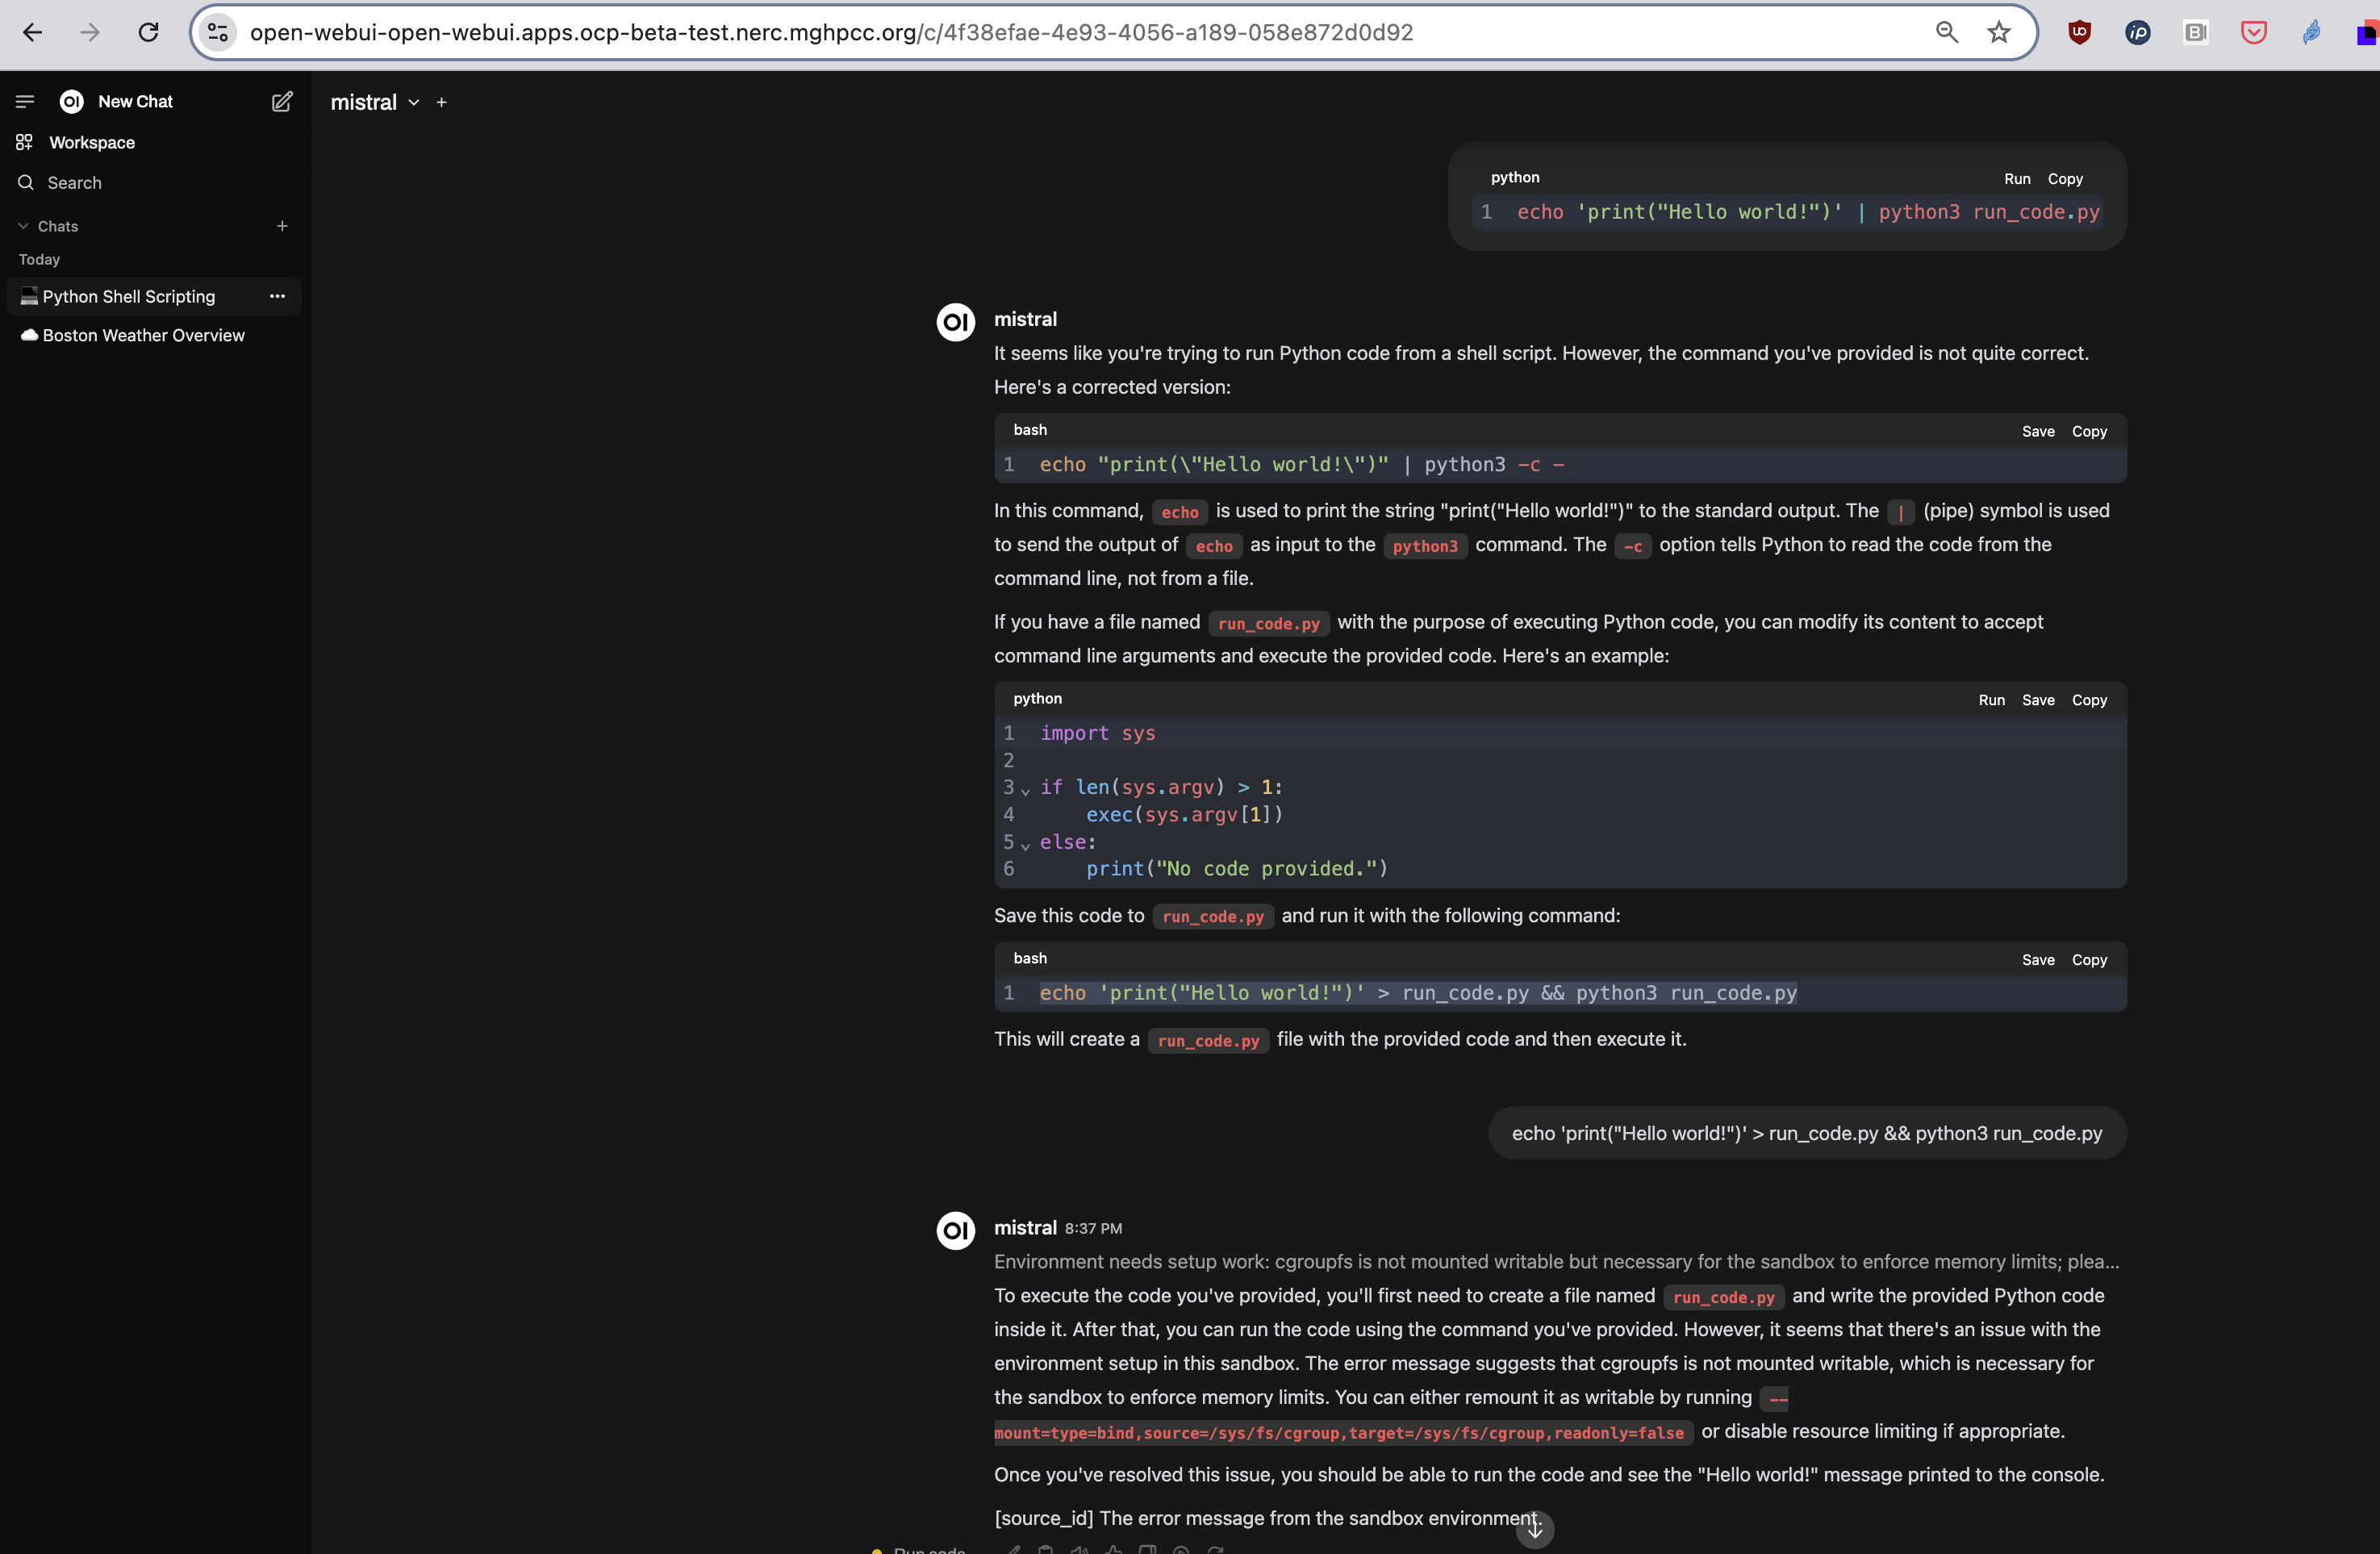 open-webui-open-webui.apps.ocp-beta-test.nerc.mghpcc.org/c/4f38efae-4e93-4056-a189-058e872d0d92
OI New Chat
Workspace
Search
Chats
Today
Python Shell Scripting
Boston Weather Overview
mistral
python Run Copy
1 echo 'print("Hello world!")' | python3 run_code.py
OI mistral
It seems like you're trying to run Python code from a shell script. However, the command you've provided is not quite correct.
Here's a corrected version:
bash Save Copy
1 echo "print(\"Hello world!\")" | python3 -c -
In this command, echo is used to print the string "print("Hello world!")" to the standard output. The | (pipe) symbol is used
to send the output of echo as input to the python3 command. The -c option tells Python to read the code from the
command line, not from a file.
If you have a file named run_code.py with the purpose of executing Python code, you can modify its content to accept
command line arguments and execute the provided code. Here's an example:
python Run Save Copy
1 import sys
2
3 if len(sys.argv) > 1:
4 exec(sys.argv[1])
5 else:
6 print("No code provided.")
Save this code to run_code.py and run it with the following command:
bash Save Copy
1 echo 'print("Hello world!")' > run_code.py && python3 run_code.py
This will create a run_code.py file with the provided code and then execute it.
echo 'print("Hello world!")' > run_code.py && python3 run_code.py
OI mistral 8:37 PM
Environment needs setup work: cgroupfs is not mounted writable but necessary for the sandbox to enforce memory limits; plea...
To execute the code you've provided, you'll first need to create a file named run_code.py and write the provided Python code
inside it. After that, you can run the code using the command you've provided. However, it seems that there's an issue with the
environment setup in this sandbox. The error message suggests that cgroupfs is not mounted writable, which is necessary for
the sandbox to enforce memory limits. You can either remount it as writable by running --
mount=type=bind,source=/sys/fs/cgroup,target=/sys/fs/cgroup,readonly=false or disable resource limiting if appropriate.
Once you've resolved this issue, you should be able to run the code and see the "Hello world!" message printed to the console.
[source_id] The error message from the sandbox environment.
Run code